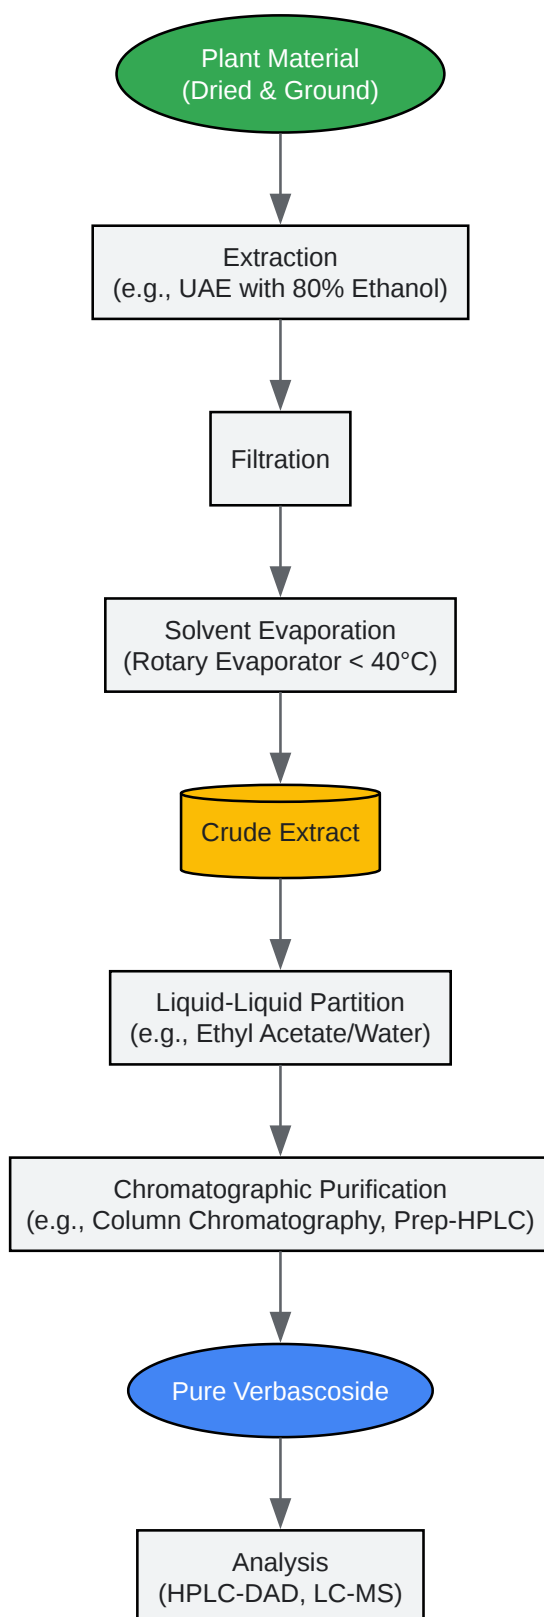 Plant Material
(Dried & Ground)
Extraction
(e.g., UAE with 80% Ethanol)
Filtration
Solvent Evaporation
(Rotary Evaporator < 40°C)
Crude Extract
Liquid-Liquid Partition
(e.g., Ethyl Acetate/Water)
Chromatographic Purification
(e.g., Column Chromatography, Prep-HPLC)
Pure Verbascoside
Analysis
(HPLC-DAD, LC-MS)